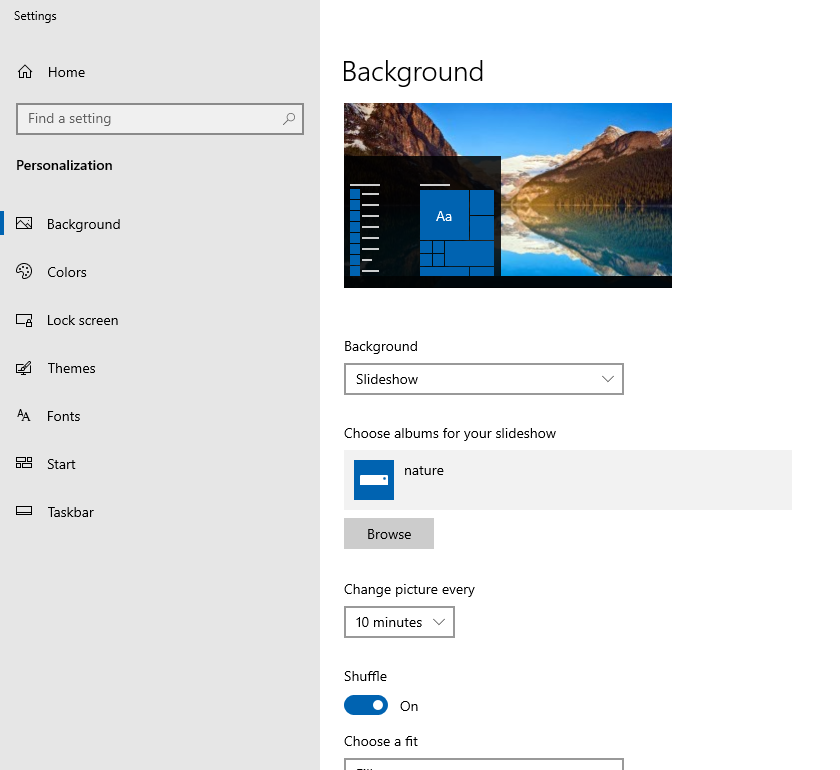 Settings
Home
Find a setting
Personalization
Background
Colors
Lock screen
Themes
Fonts
Start
Taskbar
Background
Aa
Background
Slideshow
Choose albums for your slideshow
nature
Browse
Change picture every
10 minutes
Shuffle
On
Choose a fit